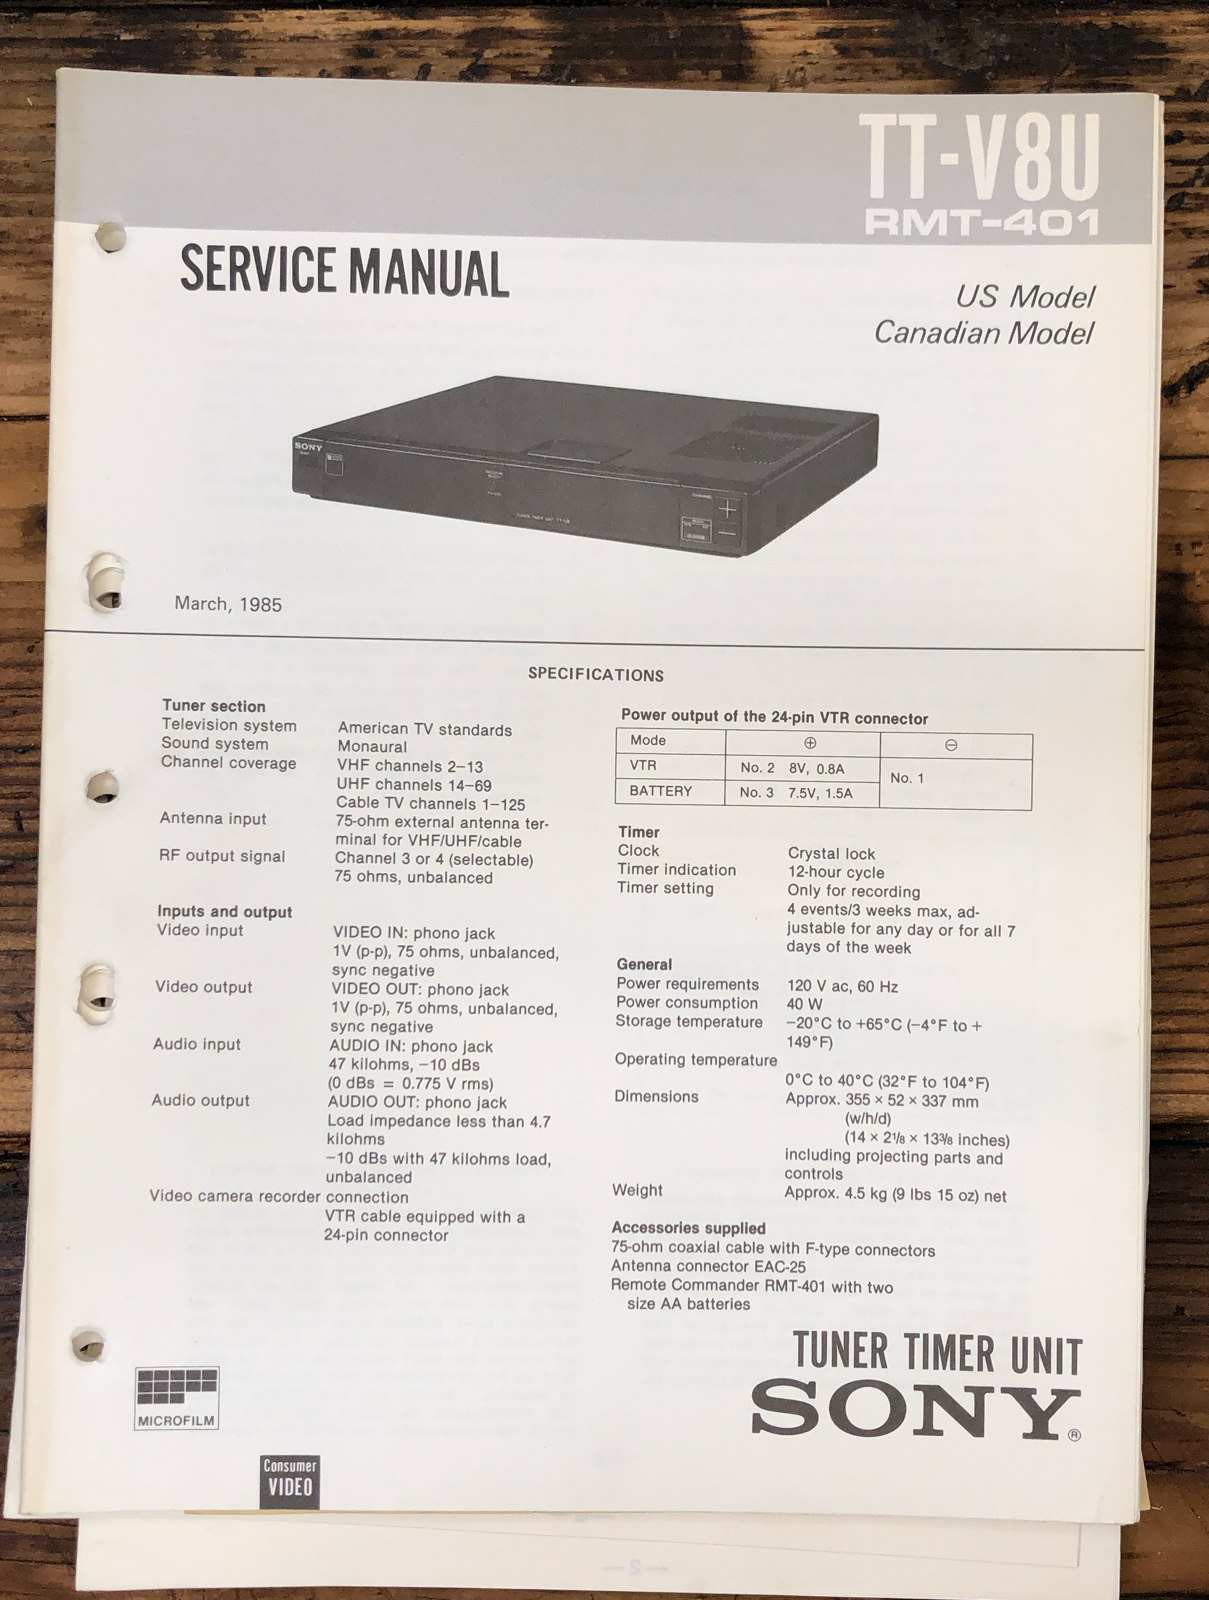 TT-V8U
RMT-401
SERVICE MANUAL
US Model
Canadian Model
SONY
CHANNEL
TUNER TIMER UNIT TT-V8
March, 1985
SPECIFICATIONS
Tuner section
Television system American TV standards
Sound system Monaural
Channel coverage VHF channels 2–13
UHF channels 14–69
Cable TV channels 1–125
Antenna input 75-ohm external antenna ter-
minal for VHF/UHF/cable
RF output signal Channel 3 or 4 (selectable)
75 ohms, unbalanced
Inputs and output
Video input VIDEO IN: phono jack
1V (p-p), 75 ohms, unbalanced,
sync negative
Video output VIDEO OUT: phono jack
1V (p-p), 75 ohms, unbalanced,
sync negative
Audio input AUDIO IN: phono jack
47 kilohms, −10 dBs
(0 dBs = 0.775 V rms)
Audio output AUDIO OUT: phono jack
Load impedance less than 4.7
kilohms
−10 dBs with 47 kilohms load,
unbalanced
Video camera recorder connection
VTR cable equipped with a
24-pin connector
Power output of the 24-pin VTR connector
Mode ⊕ ⊖
VTR No. 2 8V, 0.8A No. 1
BATTERY No. 3 7.5V, 1.5A
Timer
Clock Crystal lock
Timer indication 12-hour cycle
Timer setting Only for recording
4 events/3 weeks max, ad-
justable for any day or for all 7
days of the week
General
Power requirements 120 V ac, 60 Hz
Power consumption 40 W
Storage temperature −20°C to +65°C (−4°F to +
149°F)
Operating temperature
0°C to 40°C (32°F to 104°F)
Dimensions Approx. 355 × 52 × 337 mm
(w/h/d)
(14 × 2 1/8 × 13 3/8 inches)
including projecting parts and
controls
Weight Approx. 4.5 kg (9 lbs 15 oz) net
Accessories supplied
75-ohm coaxial cable with F-type connectors
Antenna connector EAC-25
Remote Commander RMT-401 with two
size AA batteries
TUNER TIMER UNIT
SONY®
MICROFILM
Consumer
VIDEO